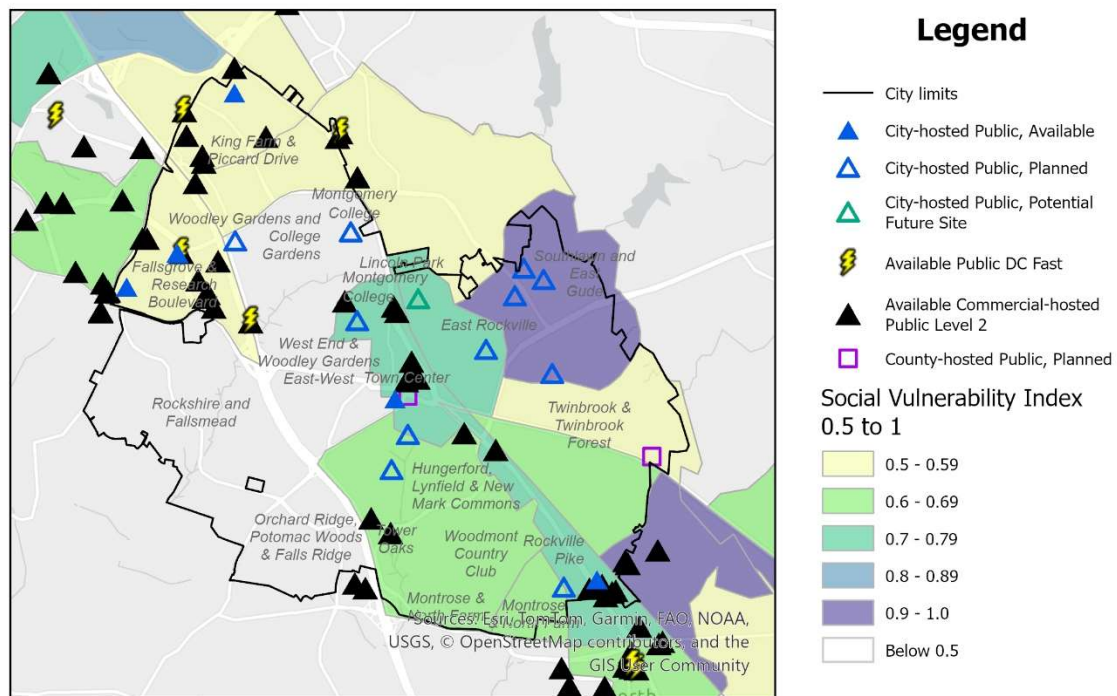 King Farm
& Piccard Drive
Montgomery
College
Woodley Gardens and
College
Gardens
Southlawn and
East
Gude
Lincoln Park
Montgomery
College
Fallsgrove &
Research
Boulevard
East Rockville
West End &
Woodley Gardens
East-West
Town Center
Rockshire and
Fallsmead
Twinbrook &
Twinbrook
Forest
Hungerford,
Lynfield & New
Mark Commons
Orchard Ridge,
Potomac Woods
& Falls Ridge
Tower
Oaks
Woodmont
Country
Club
Rockville
Pike
Montrose &
North Farm
Montrose
& North Farm
Sources: Esri, TomTom, Garmin, FAO, NOAA,
USGS, © OpenStreetMap contributors, and the
GIS User Community
Legend
City limits
City-hosted Public, Available
City-hosted Public, Planned
City-hosted Public, Potential
Future Site
Available Public DC Fast
Available Commercial-hosted
Public Level 2
County-hosted Public, Planned
Social Vulnerability Index
0.5 to 1
0.5 - 0.59
0.6 - 0.69
0.7 - 0.79
0.8 - 0.89
0.9 - 1.0
Below 0.5